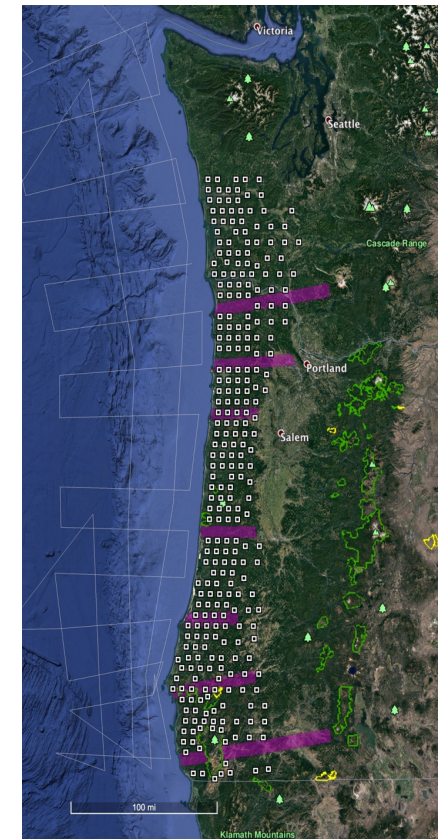 Victoria
Seattle
Cascade Range
Portland
Salem
100 mi
Klamath Mountains